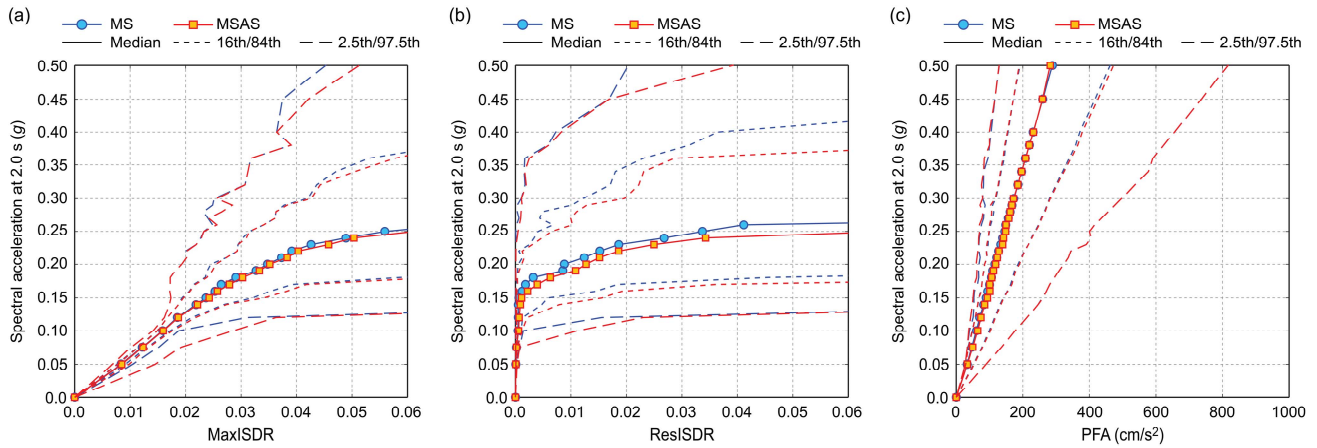 (a)
MS MSAS
Median 16th/84th 2.5th/97.5th
Spectral acceleration at 2.0 s (g)
0.50
0.45
0.40
0.35
0.30
0.25
0.20
0.15
0.10
0.05
0.00
0.0 0.01 0.02 0.03 0.04 0.05 0.06
MaxISDR
(b)
MS MSAS
Median 16th/84th 2.5th/97.5th
Spectral acceleration at 2.0 s (g)
0.50
0.45
0.40
0.35
0.30
0.25
0.20
0.15
0.10
0.05
0.00
0.0 0.01 0.02 0.03 0.04 0.05 0.06
ResISDR
(c)
MS MSAS
Median 16th/84th 2.5th/97.5th
Spectral acceleration at 2.0 s (g)
0.50
0.45
0.40
0.35
0.30
0.25
0.20
0.15
0.10
0.05
0.00
0 200 400 600 800 1000
PFA (cm/s²)